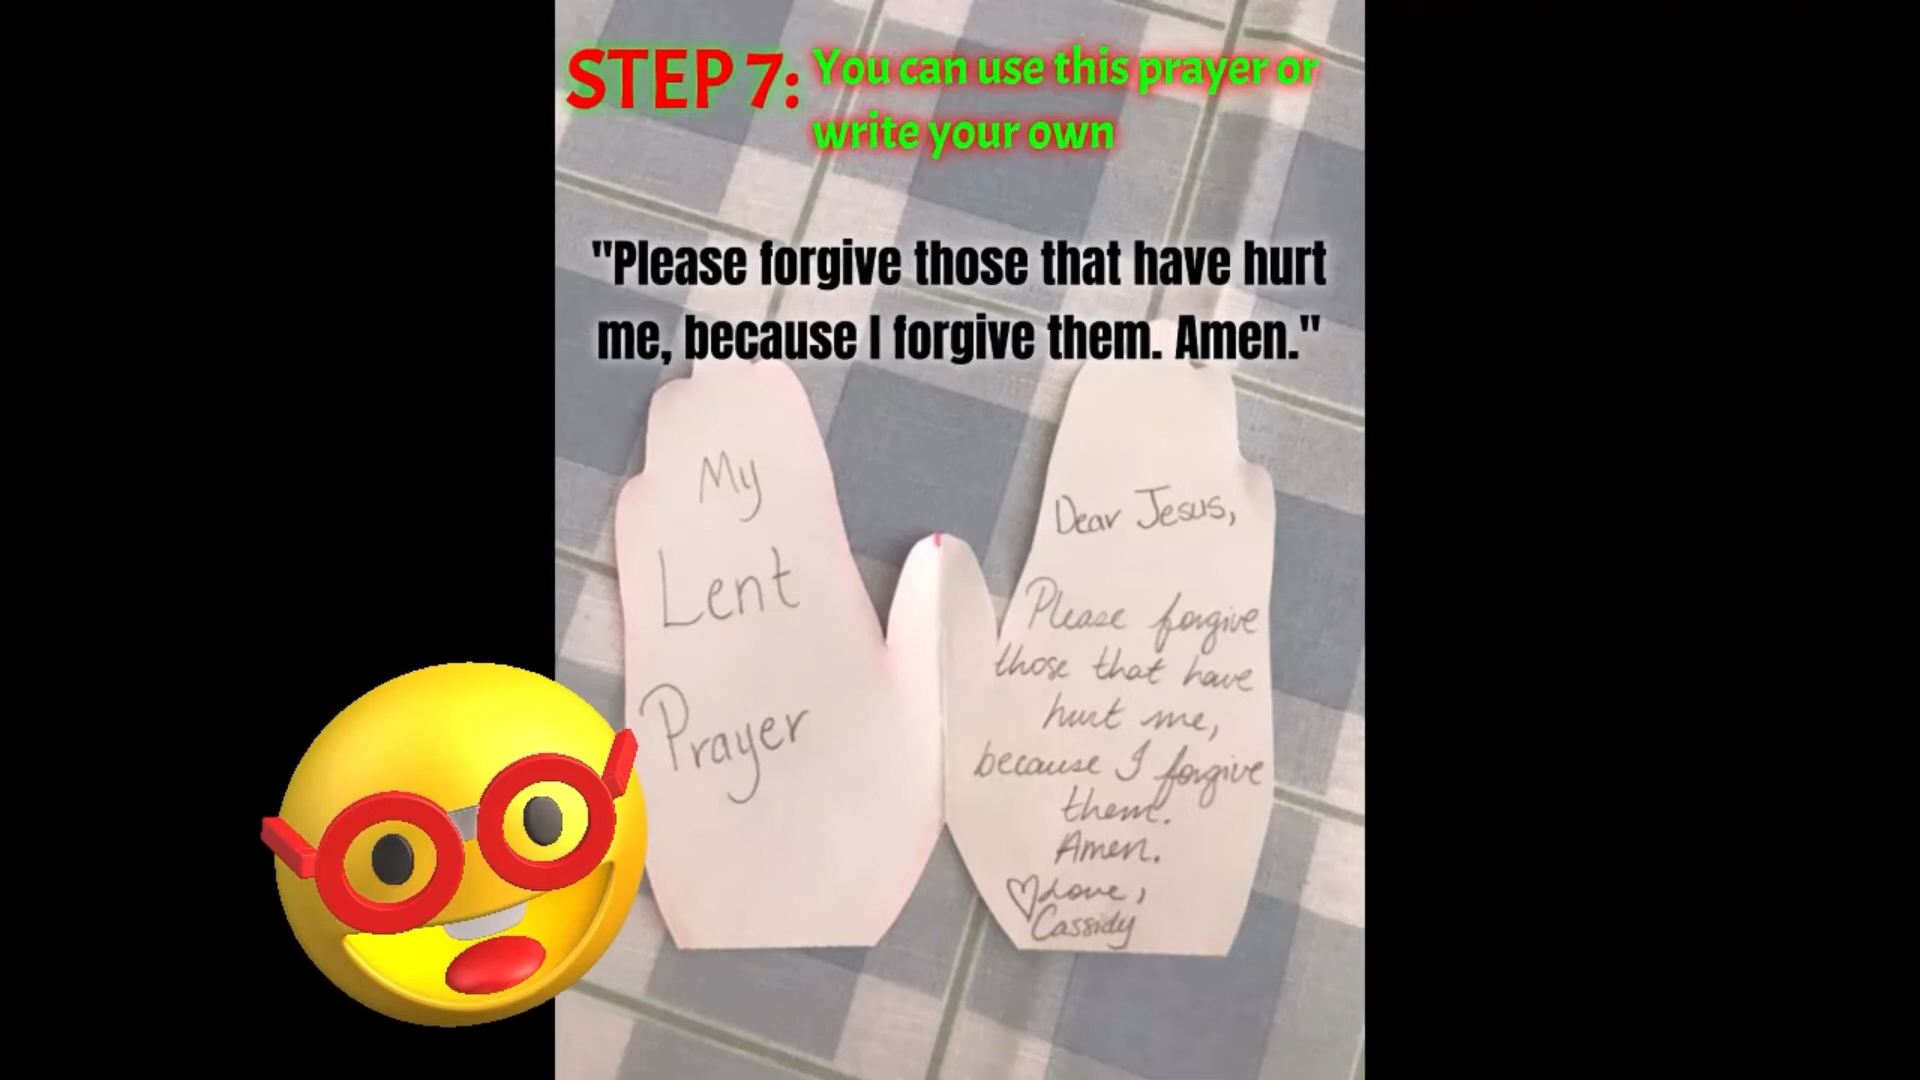 STEP 7: You can use this prayer or
write your own
"Please forgive those that have hurt
me, because I forgive them. Amen."
My
Lent
Prayer
Dear Jesus,
Please forgive
those that have
hurt me,
because I forgive
them.
Amen.
Love,
Cassidy